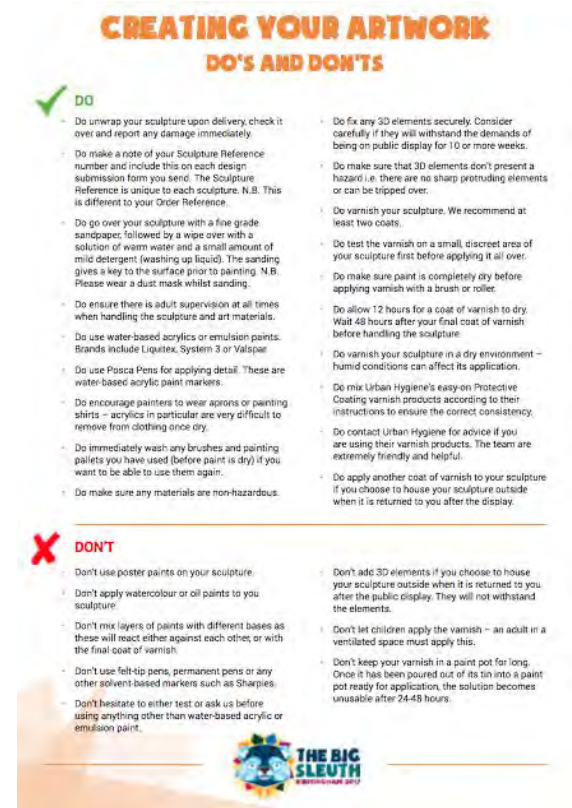 CREATING YOUR ARTWORK
DO'S AND DON'TS
DO
Do unwrap your sculpture upon delivery, check it
over and report any damage immediately.
Do make a note of your Sculpture Reference
number and include this on each design
submission form you send. The Sculpture
Reference is unique to each sculpture. N.B. This
is different to your Order Reference.
Do go over your sculpture with a fine grade
sandpaper, followed by a wipe over with a
solution of warm water and a small amount of
mild detergent (washing up liquid). The sanding
gives a key to the surface prior to painting. N.B.
Please wear a dust mask whilst sanding.
Do ensure there is adult supervision at all times
when handling the sculpture and art materials.
Do use water-based acrylics or emulsion paints.
Brands include Liquitex, System 3 or Valspar.
Do use Posca Pens for applying detail. These are
water-based acrylic paint markers.
Do encourage painters to wear aprons or painting
shirts – acrylics in particular are very difficult to
remove from clothing once dry.
Do immediately wash any brushes and painting
pallets you have used (before paint is dry) if you
want to be able to use them again.
Do make sure any materials are non-hazardous.
Do fix any 3D elements securely. Consider
carefully if they will withstand the demands of
being on public display for 10 or more weeks.
Do make sure that 3D elements don't present a
hazard i.e. there are no sharp protruding elements
or can be tripped over.
Do varnish your sculpture. We recommend at
least two coats.
Do test the varnish on a small, discreet area of
your sculpture first before applying it all over.
Do make sure paint is completely dry before
applying varnish with a brush or roller.
Do allow 12 hours for a coat of varnish to dry.
Wait 48 hours after your final coat of varnish
before handling the sculpture.
Do varnish your sculpture in a dry environment –
humid conditions can affect its application.
Do mix Urban Hygiene's easy-on Protective
Coating varnish products according to their
instructions to ensure the correct consistency.
Do contact Urban Hygiene for advice if you
are using their varnish products. The team are
extremely friendly and helpful.
Do apply another coat of varnish to your sculpture
if you choose to house your sculpture outside
when it is returned to you after the display.
DON'T
Don't use poster paints on your sculpture.
Don't apply watercolour or oil paints to you
sculpture
Don't mix layers of paints with different bases as
these will react either against each other, or with
the final coat of varnish.
Don't use felt-tip pens, permanent pens or any
other solvent-based markers such as Sharpies.
Don't hesitate to either test or ask us before
using anything other than water-based acrylic or
emulsion paint.
Don't add 3D elements if you choose to house
your sculpture outside when it is returned to you
after the public display. They will not withstand
the elements.
Don't let children apply the varnish – an adult in a
ventilated space must apply this.
Don't keep your varnish in a paint pot for long.
Once it has been poured out of its tin into a paint
pot ready for application, the solution becomes
unusable after 24-48 hours.
THE BIG
SLEUTH
BIRMINGHAM 2017